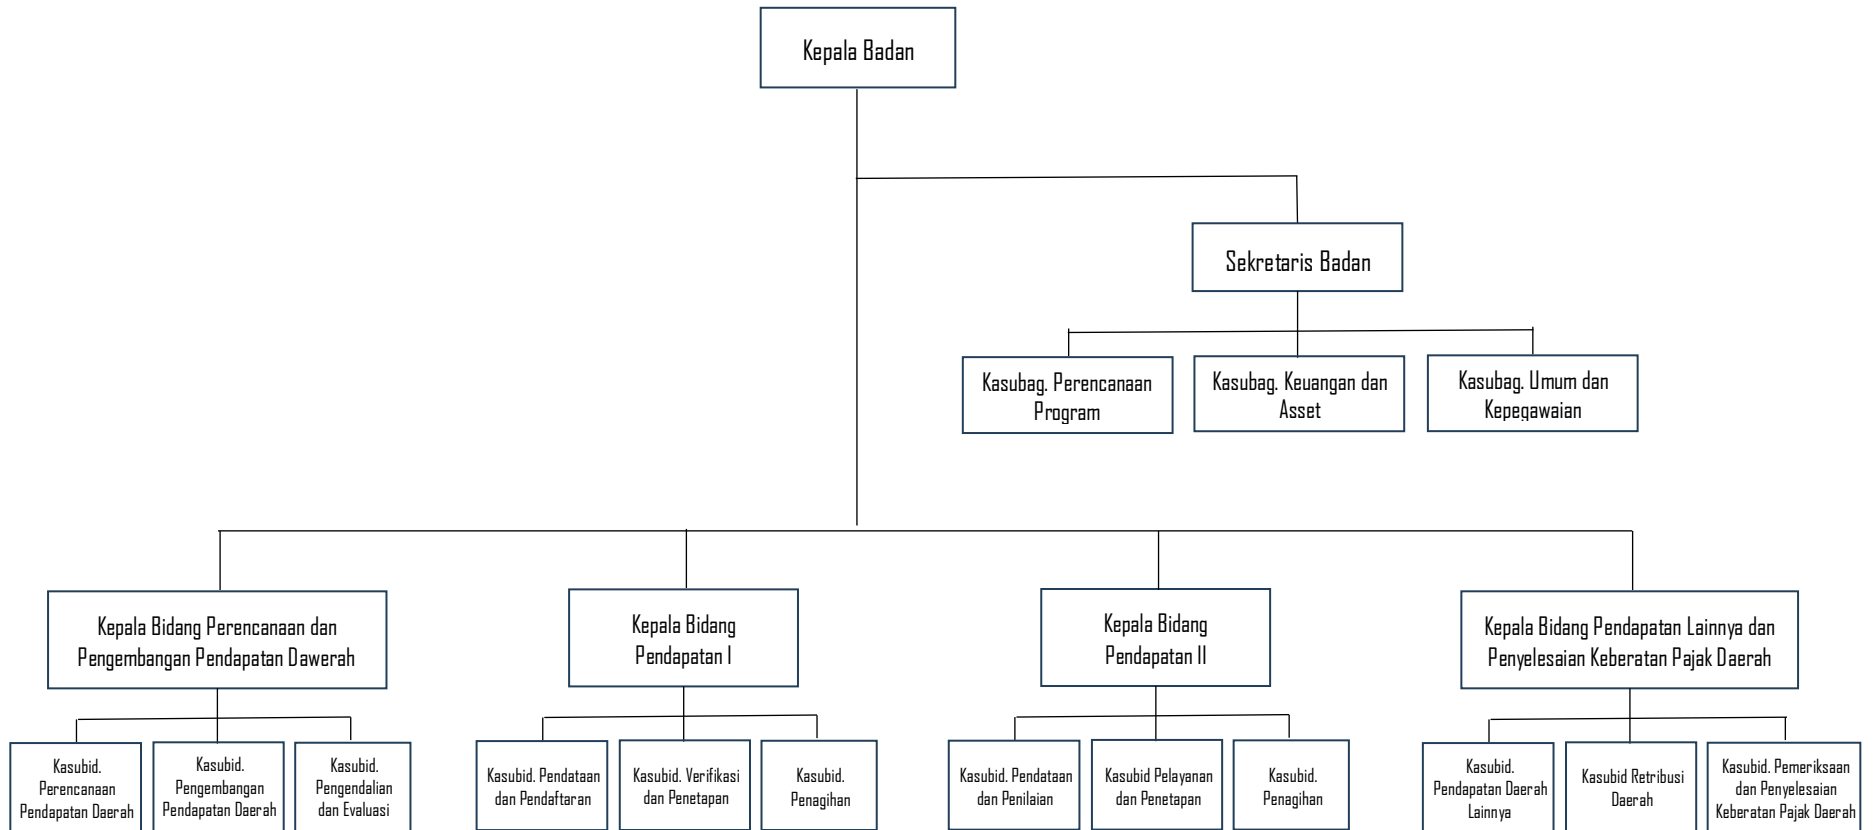 Kepala Badan
Sekretaris Badan
Kasubag. Perencanaan
Program
Kasubag. Keuangan dan
Asset
Kasubag. Umum dan
Kepegawaian
Kepala Bidang Perencanaan dan
Pengembangan Pendapatan Dawerah
Kepala Bidang
Pendapatan I
Kepala Bidang
Pendapatan II
Kepala Bidang Pendapatan Lainnya dan
Penyelesaian Keberatan Pajak Daerah
Kasubid.
Perencanaan
Pendapatan Daerah
Kasubid.
Pengembangan
Pendapatan Daerah
Kasubid.
Pengendalian
dan Evaluasi
Kasubid. Pendataan
dan Pendaftaran
Kasubid. Verifikasi
dan Penetapan
Kasubid.
Penagihan
Kasubid. Pendataan
dan Penilaian
Kasubid Pelayanan
dan Penetapan
Kasubid.
Penagihan
Kasubid.
Pendapatan Daerah
Lainnya
Kasubid Retribusi
Daerah
Kasubid. Pemeriksaan
dan Penyelesaian
Keberatan Pajak Daerah